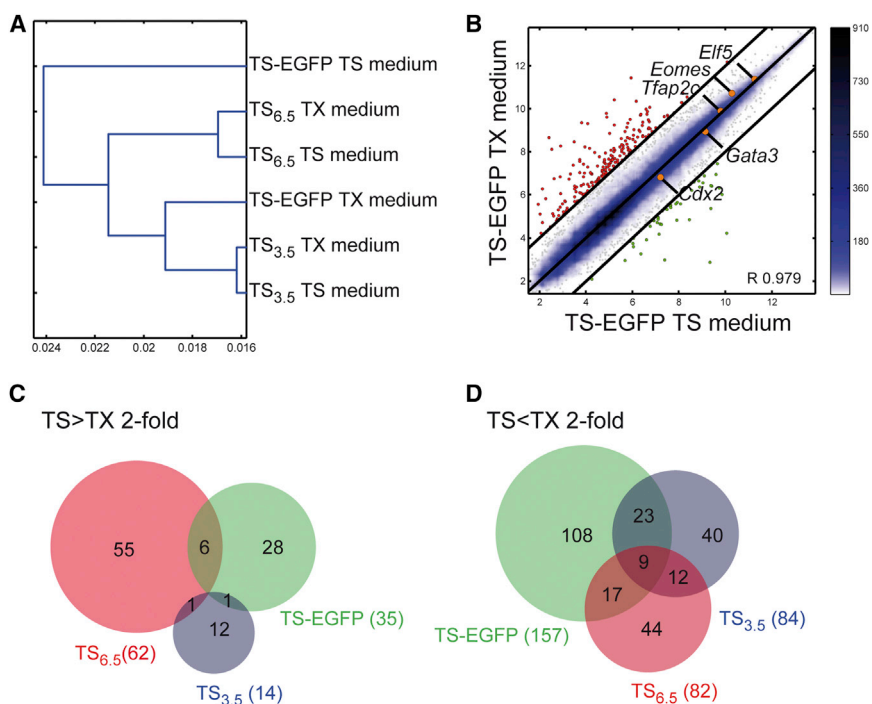 A
TS-EGFP TS medium
TS6.5 TX medium
TS6.5 TS medium
TS-EGFP TX medium
TS3.5 TX medium
TS3.5 TS medium
0.024 0.022 0.02 0.018 0.016
B
TS-EGFP TX medium
12
10
8
6
4
2
Elf5
Eomes
Tfap2c
Gata3
Cdx2
R 0.979
2 4 6 8 10 12
TS-EGFP TS medium
910
730
550
360
180
C
TS>TX 2-fold
55
6
28
1
1
12
TS-EGFP (35)
TS6.5(62)
TS3.5 (14)
D
TS<TX 2-fold
108
23
40
9
12
17
44
TS-EGFP (157)
TS3.5 (84)
TS6.5 (82)